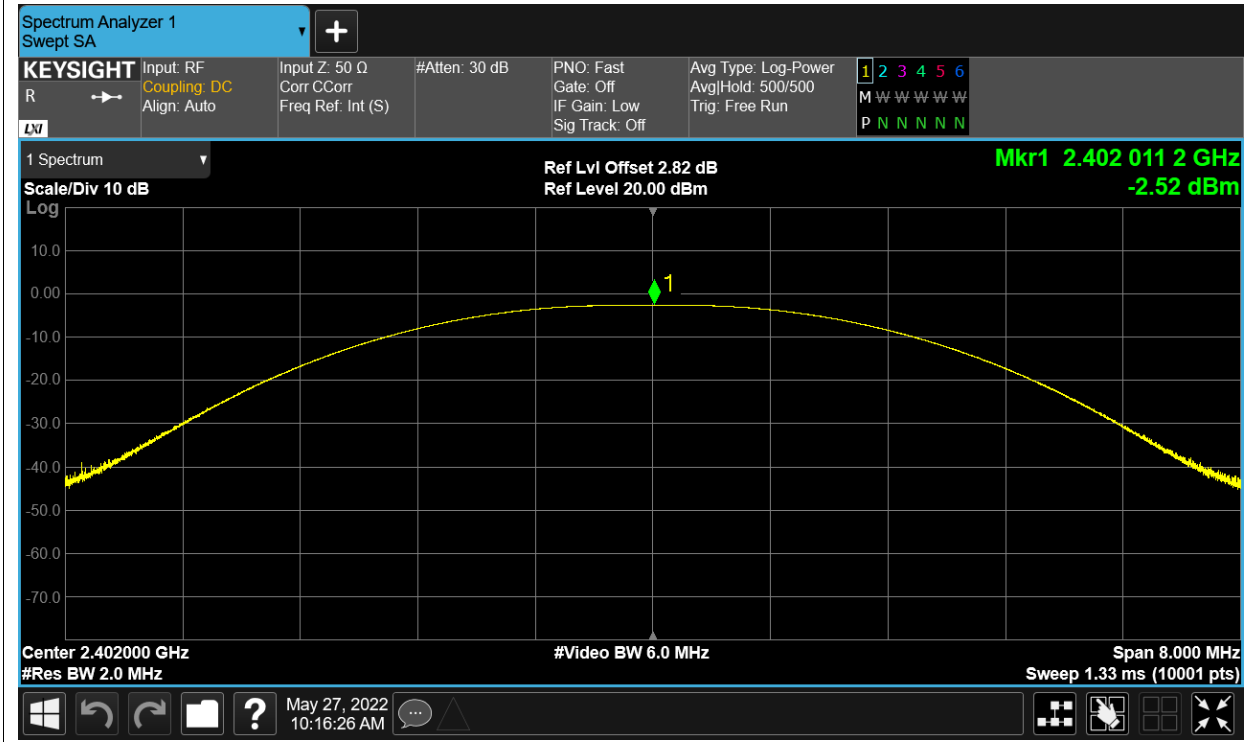 Spectrum Analyzer 1
Swept SA
KEYSIGHT
R
LXI
Input: RF
Coupling: DC
Align: Auto
Input Z: 50 Ω
Corr CCorr
Freq Ref: Int (S)
#Atten: 30 dB
PNO: Fast
Gate: Off
IF Gain: Low
Sig Track: Off
Avg Type: Log-Power
Avg|Hold: 500/500
Trig: Free Run
1 2 3 4 5 6
M W W W W W
P N N N N N
1 Spectrum
Scale/Div 10 dB
Log
Ref Lvl Offset 2.82 dB
Ref Level 20.00 dBm
Mkr1 2.402 011 2 GHz
-2.52 dBm
10.0
0.00
-10.0
-20.0
-30.0
-40.0
-50.0
-60.0
-70.0
1
Center 2.402000 GHz
#Res BW 2.0 MHz
#Video BW 6.0 MHz
Span 8.000 MHz
Sweep 1.33 ms (10001 pts)
?
May 27, 2022
10:16:26 AM